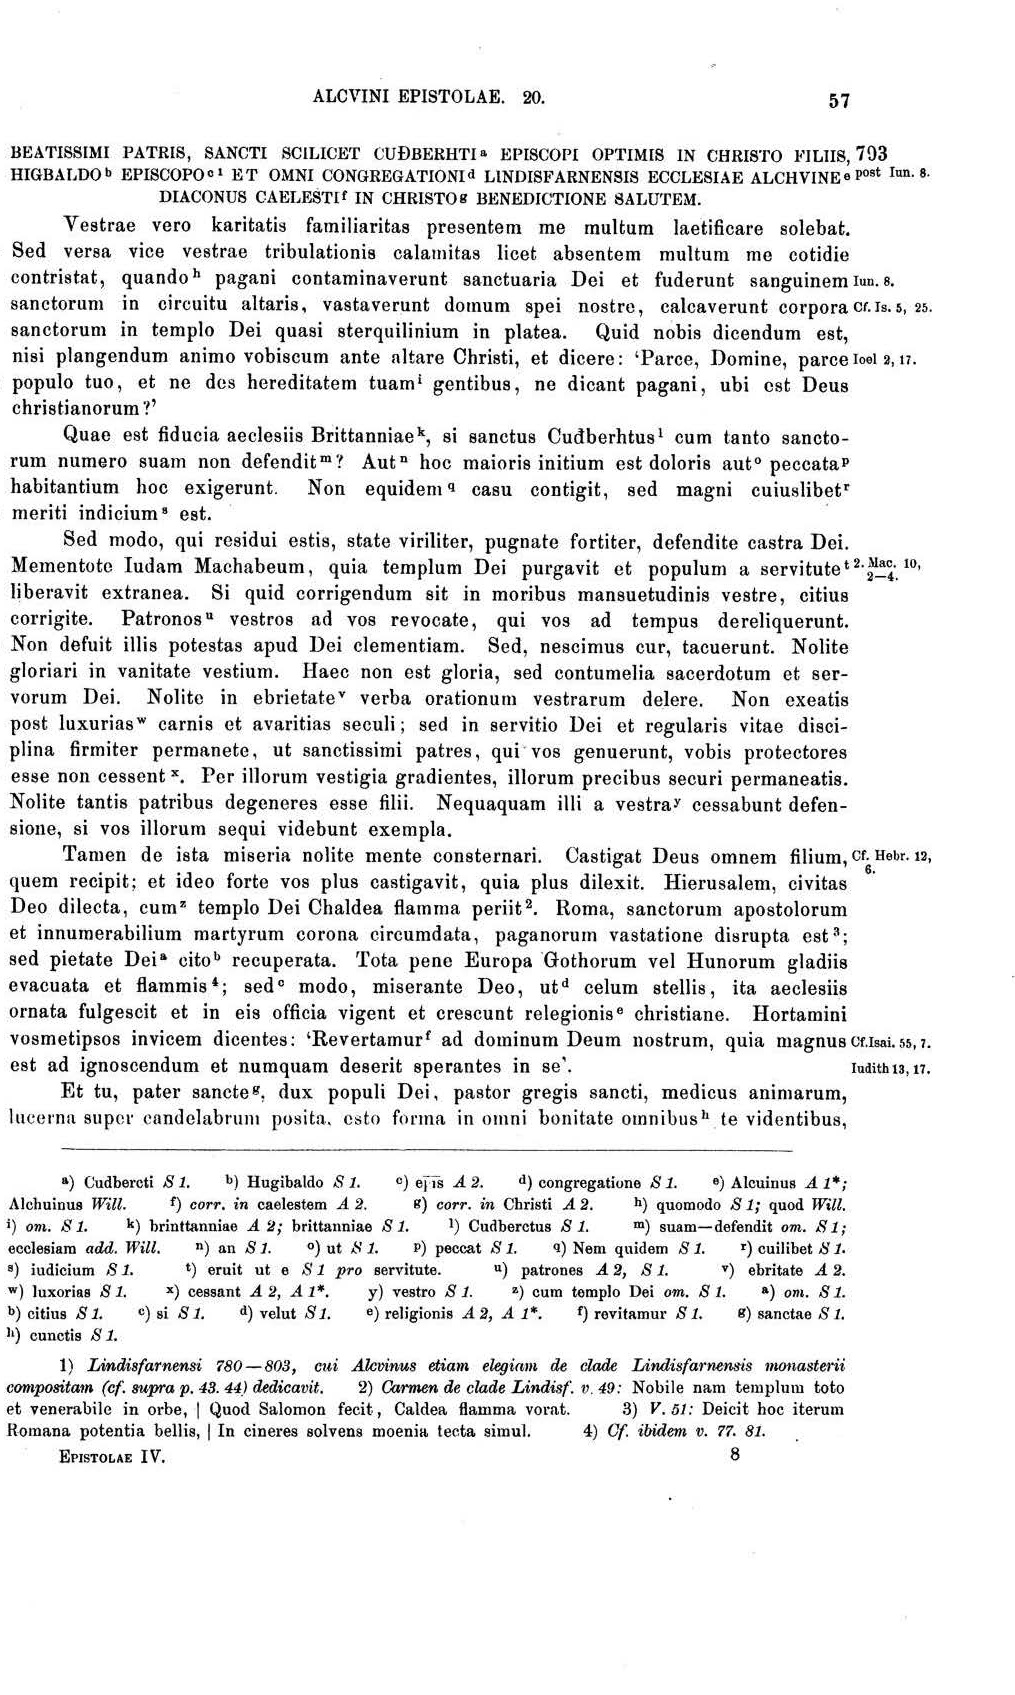 ALCVINI EPISTOLAE. 20. 57
BEATISSIMI PATRIS, SANCTI SCILICET CUĐBERHTI a EPISCOPI OPTIMIS IN CHRISTO FILIIS, 793
HIGBALDO b EPISCOPO c 1 ET OMNI CONGREGATIONI d LINDISFARNENSIS ECCLESIAE ALCHVINE e post Iun. 8.
DIACONUS CAELESTI f IN CHRISTO g BENEDICTIONE SALUTEM.
Vestrae vero karitatis familiaritas presentem me multum laetificare solebat.
Sed versa vice vestrae tribulationis calamitas licet absentem multum me cotidie
contristat, quando h pagani contaminaverunt sanctuaria Dei et fuderunt sanguinem Iun. 8.
sanctorum in circuitu altaris, vastaverunt domum spei nostre, calcaverunt corpora Cf. Is. 5, 25.
sanctorum in templo Dei quasi sterquilinium in platea. Quid nobis dicendum est,
nisi plangendum animo vobiscum ante altare Christi, et dicere: ‘Parce, Domine, parce Ioel 2, 17.
populo tuo, et ne des hereditatem tuam i gentibus, ne dicant pagani, ubi est Deus
christianorum?’
Quae est fiducia aeclesiis Brittanniae k, si sanctus Cuđberhtus l cum tanto sancto-
rum numero suam non defendit m? Aut n hoc maioris initium est doloris aut o peccata p
habitantium hoc exigerunt. Non equidem q casu contigit, sed magni cuiuslibet r
meriti indicium s est.
Sed modo, qui residui estis, state viriliter, pugnate fortiter, defendite castra Dei.
Mementote Iudam Machabeum, quia templum Dei purgavit et populum a servitute t 2. Mac. 10, 2—4.
liberavit extranea. Si quid corrigendum sit in moribus mansuetudinis vestre, citius
corrigite. Patronos u vestros ad vos revocate, qui vos ad tempus dereliquerunt.
Non defuit illis potestas apud Dei clementiam. Sed, nescimus cur, tacuerunt. Nolite
gloriari in vanitate vestium. Haec non est gloria, sed contumelia sacerdotum et ser-
vorum Dei. Nolite in ebrietate v verba orationum vestrarum delere. Non exeatis
post luxurias w carnis et avaritias seculi; sed in servitio Dei et regularis vitae disci-
plina firmiter permanete, ut sanctissimi patres, qui vos genuerunt, vobis protectores
esse non cessent x. Per illorum vestigia gradientes, illorum precibus securi permaneatis.
Nolite tantis patribus degeneres esse filii. Nequaquam illi a vestra y cessabunt defen-
sione, si vos illorum sequi videbunt exempla.
Tamen de ista miseria nolite mente consternari. Castigat Deus omnem filium, Cf. Hebr. 12, 6.
quem recipit; et ideo forte vos plus castigavit, quia plus dilexit. Hierusalem, civitas
Deo dilecta, cum z templo Dei Chaldea flamma periit 2. Roma, sanctorum apostolorum
et innumerabilium martyrum corona circumdata, paganorum vastatione disrupta est 3;
sed pietate Dei a cito b recuperata. Tota pene Europa Gothorum vel Hunorum gladiis
evacuata et flammis 4; sed c modo, miserante Deo, ut d celum stellis, ita aeclesiis
ornata fulgescit et in eis officia vigent et crescunt relegionis e christiane. Hortamini
vosmetipsos invicem dicentes: ‘Revertamur f ad dominum Deum nostrum, quia magnus Cf. Isai. 55, 7.
est ad ignoscendum et numquam deserit sperantes in se’. Iudith 13, 17.
Et tu, pater sancte g, dux populi Dei, pastor gregis sancti, medicus animarum,
lucerna super candelabrum posita, esto forma in omni bonitate omnibus h te videntibus,
a) Cudbercti S 1. b) Hugibaldo S 1. c) A 2. d) congregatione S 1. e) Alcuinus A 1*;
Alchuinus Will. f) corr. in caelestem A 2. g) corr. in Christi A 2. h) quomodo S 1; quod Will.
i) om. S 1. k) brinttanniae A 2; brittanniae S 1. l) Cudberctus S 1. m) suam—defendit om. S 1;
ecclesiam add. Will. n) an S 1. o) ut S 1. p) peccat S 1. q) Nem quidem S 1. r) cuilibet S 1.
s) iudicium S 1. t) eruit ut e S 1 pro servitute. u) patrones A 2, S 1. v) ebritate A 2.
w) luxorias S 1. x) cessant A 2, A 1*. y) vestro S 1. z) cum templo Dei om. S 1. a) om. S 1.
b) citius S 1. c) si S 1. d) velut S 1. e) religionis A 2, A 1*. f) revitamur S 1. g) sanctae S 1.
h) cunctis S 1.
1) Lindisfarnensi 780—803, cui Alcvinus etiam elegiam de clade Lindisfarnensis monasterii
compositam (cf. supra p. 43. 44) dedicavit. 2) Carmen de clade Lindisf. v. 49: Nobile nam templum toto
et venerabile in orbe, | Quod Salomon fecit, Caldea flamma vorat. 3) V. 51: Deicit hoc iterum
Romana potentia bellis, | In cineres solvens moenia tecta simul. 4) Cf. ibidem v. 77. 81.
EPISTOLAE IV. 8